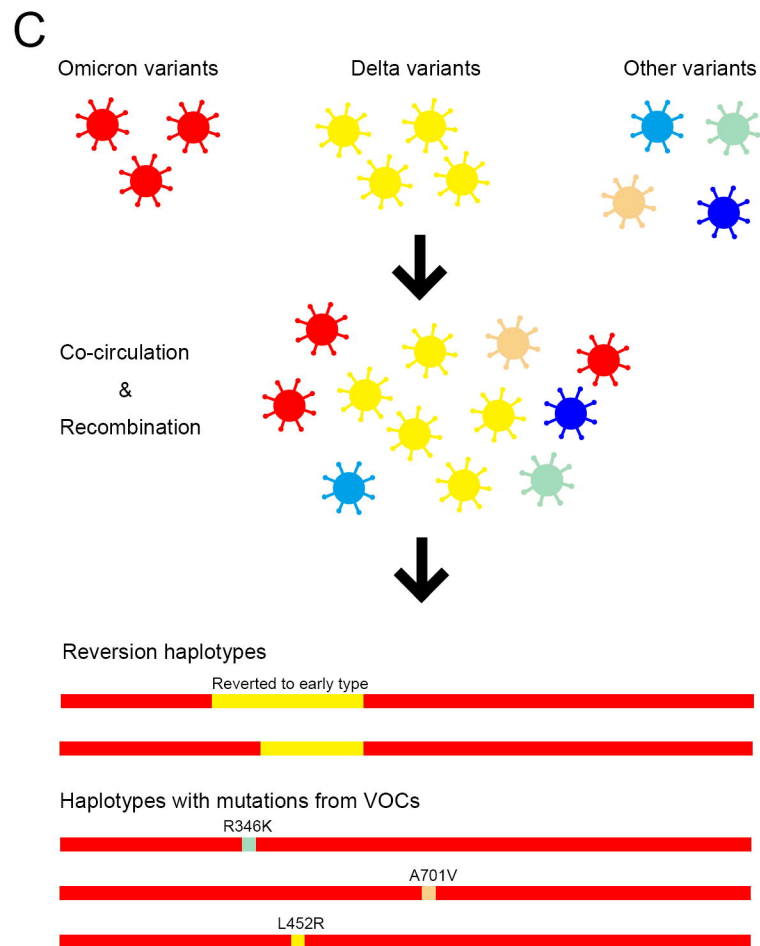 C
Omicron variants
Delta variants
Other variants
Co-circulation
&
Recombination
Reversion haplotypes
Reverted to early type
Haplotypes with mutations from VOCs
R346K
A701V
L452R